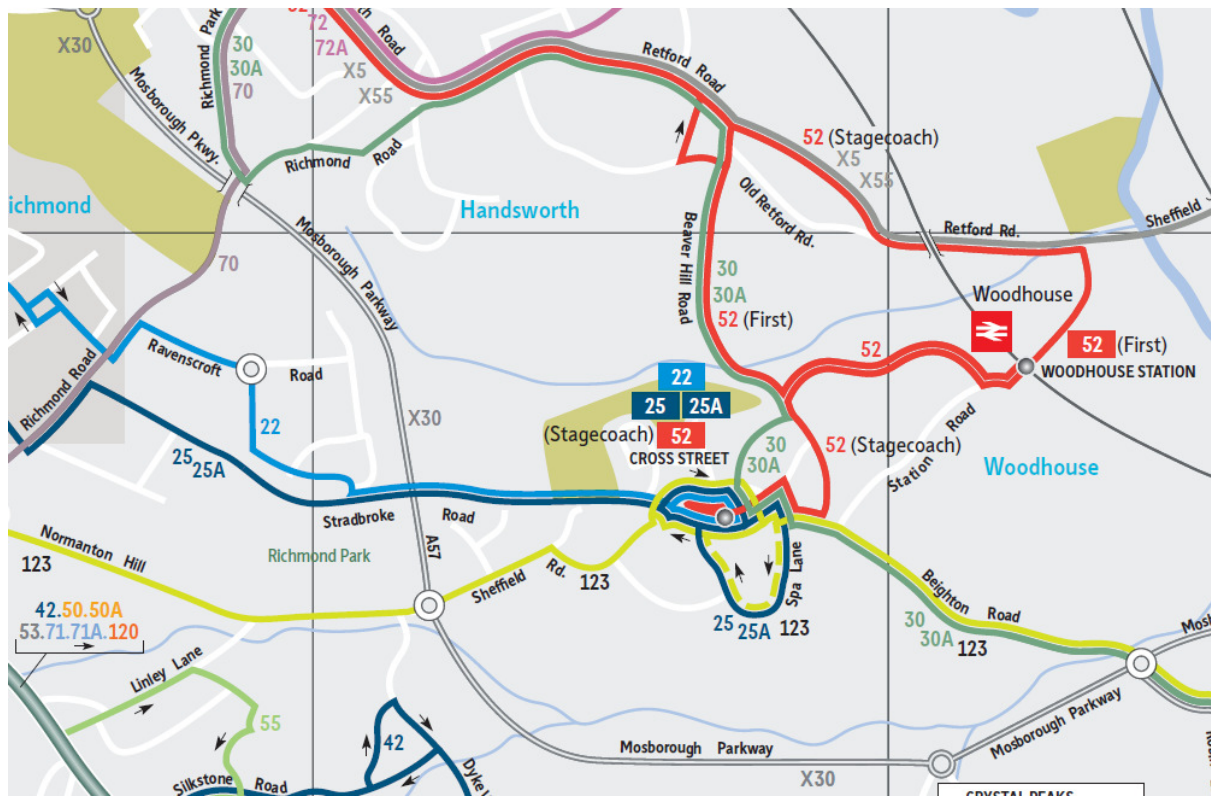 52
72
72A
X5
X55
X30
Richmond Park
30
30A
70
Road
Mosborough Pkwy.
Richmond Road
Retford Road
52 (Stagecoach)
X5
X55
ichmond
Handsworth
Old Retford Rd.
Retford Rd.
Sheffield
70
Mosborough Parkway
Beaver Hill Road
30
30A
52 (First)
Woodhouse
52 (First)
WOODHOUSE STATION
Ravenscroft Road
Richmond Road
22
X30
22
25 25A
(Stagecoach) 52
CROSS STREET
52
30
30A
52 (Stagecoach)
Station Road
Woodhouse
25 25A
Stradbroke Road
Normanton Hill
123
Richmond Park
A57
Sheffield Rd.
123
Spa Lane
25 25A 123
Beighton Road
30
30A 123
42.50.50A
53.71.71A.120
Linley Lane
55
42
Silkstone Road
Mosborough Parkway
X30
Mosborough Parkway
CRYSTAL PEAKS